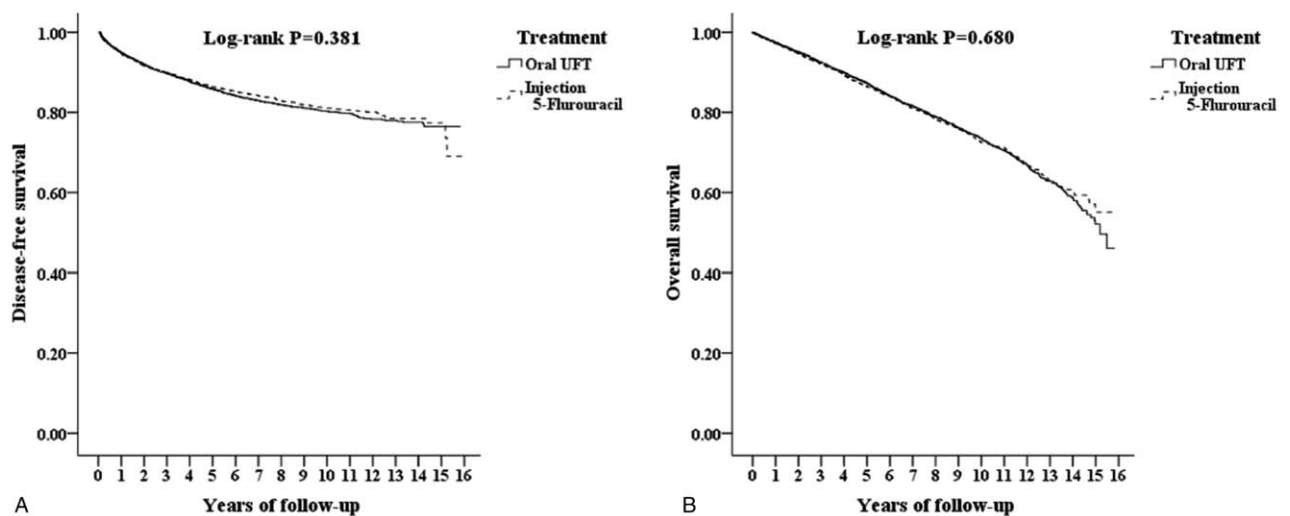 Log-rank P=0.381
Treatment
Oral UFT
Injection
5-Flurouracil
1.00
0.80
0.60
0.40
0.20
0.00
Disease-free survival
0 1 2 3 4 5 6 7 8 9 10 11 12 13 14 15 16
Years of follow-up
A
Log-rank P=0.680
Treatment
Oral UFT
Injection
5-Flurouracil
1.00
0.80
0.60
0.40
0.20
0.00
Overall survival
0 1 2 3 4 5 6 7 8 9 10 11 12 13 14 15 16
Years of follow-up
B